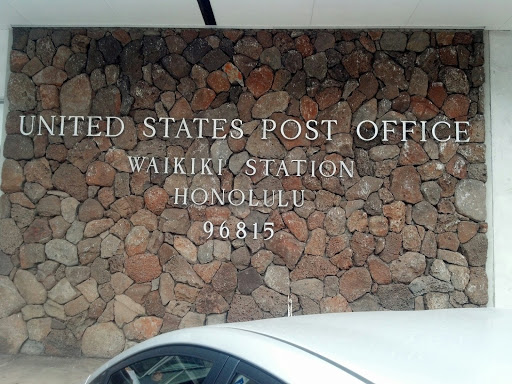 UNITED STATES POST OFFICE
WAIKIKI STATION
HONOLULU
96815